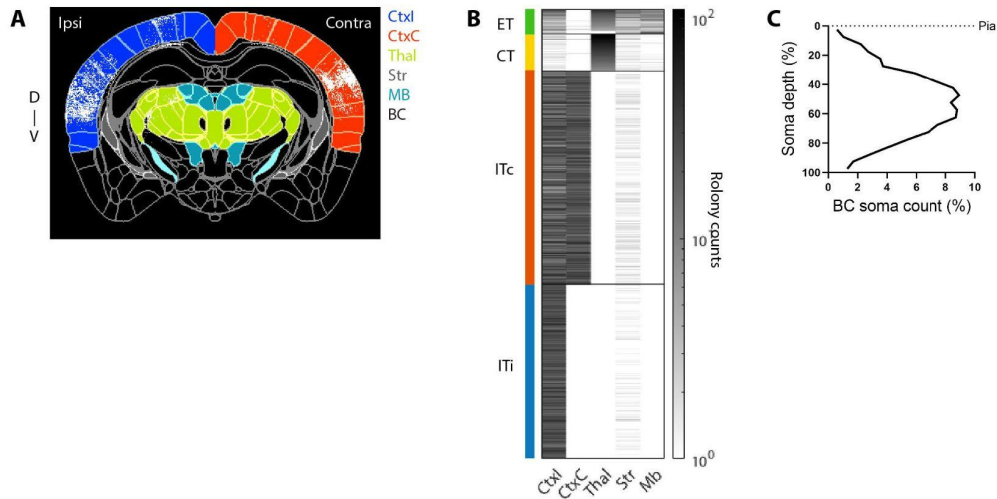 A
Ipsi
Contra
D
V
CtxI
CtxC
Thal
Str
MB
BC
B
ET
CT
ITc
ITi
CtxI
CtxC
Thal
Str
Mb
10²
10¹
10⁰
Rolony counts
C
Pia
0
20
40
60
80
100
Soma depth (%)
0 2 4 6 8 10
BC soma count (%)